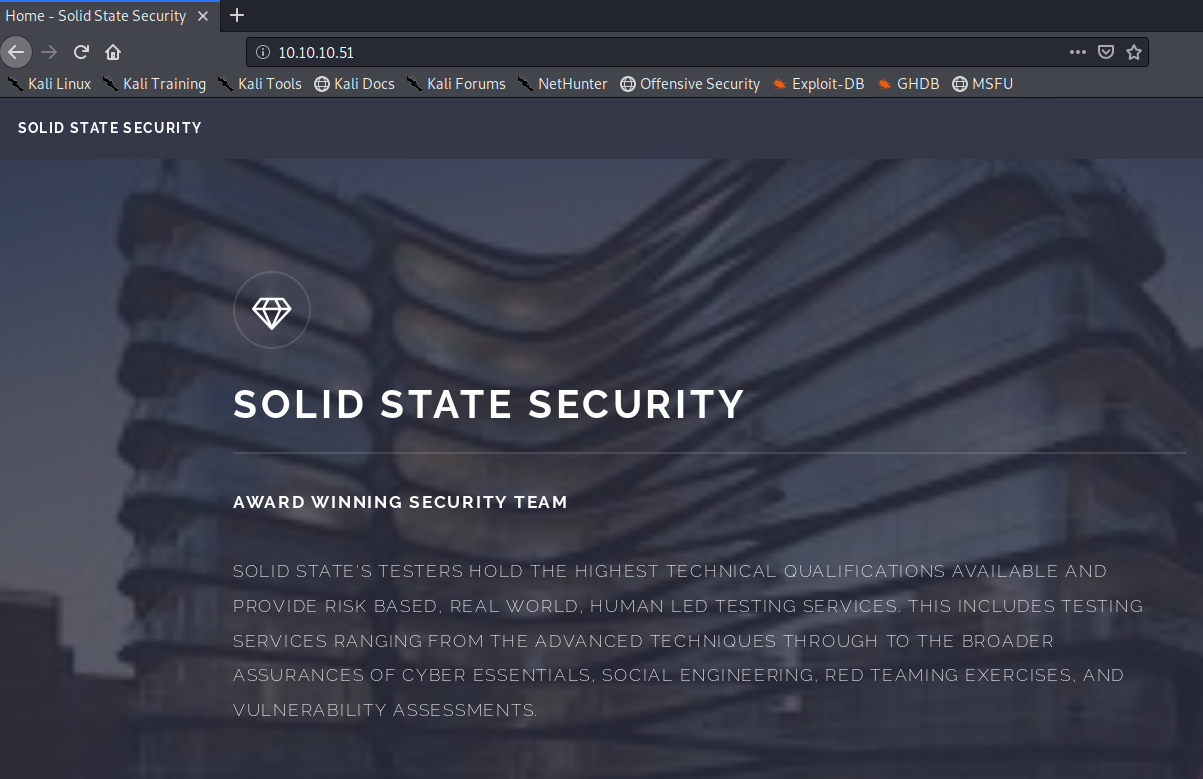 Home - Solid State Security
10.10.10.51
Kali Linux Kali Training Kali Tools Kali Docs Kali Forums NetHunter Offensive Security Exploit-DB GHDB MSFU
SOLID STATE SECURITY
SOLID STATE SECURITY
AWARD WINNING SECURITY TEAM
SOLID STATE'S TESTERS HOLD THE HIGHEST TECHNICAL QUALIFICATIONS AVAILABLE AND
PROVIDE RISK BASED, REAL WORLD, HUMAN LED TESTING SERVICES. THIS INCLUDES TESTING
SERVICES RANGING FROM THE ADVANCED TECHNIQUES THROUGH TO THE BROADER
ASSURANCES OF CYBER ESSENTIALS, SOCIAL ENGINEERING, RED TEAMING EXERCISES, AND
VULNERABILITY ASSESSMENTS.